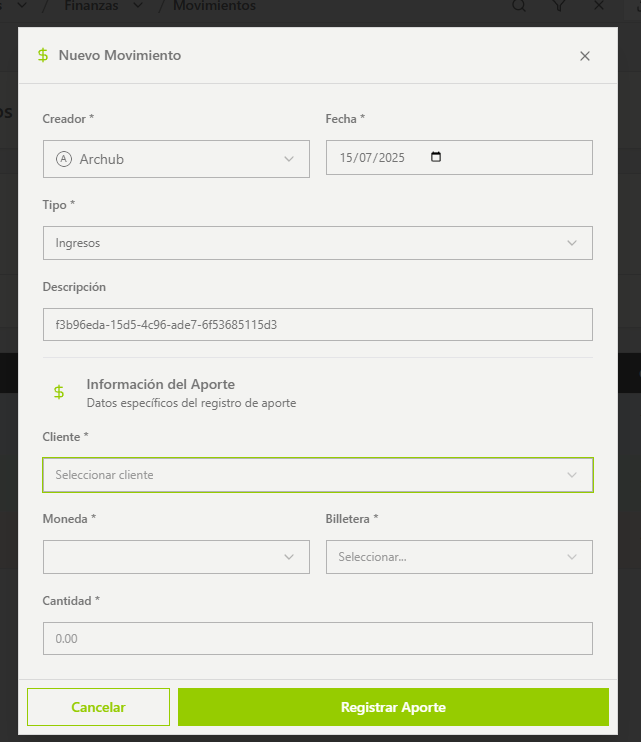 Finanzas / Movimientos
$ Nuevo Movimiento
Creador * Fecha *
A Archub 15/07/2025
Tipo *
Ingresos
Descripción
f3b96eda-15d5-4c96-ade7-6f53685115d3
$ Información del Aporte
Datos específicos del registro de aporte
Cliente *
Seleccionar cliente
Moneda * Billetera *
Seleccionar...
Cantidad *
0.00
Cancelar Registrar Aporte